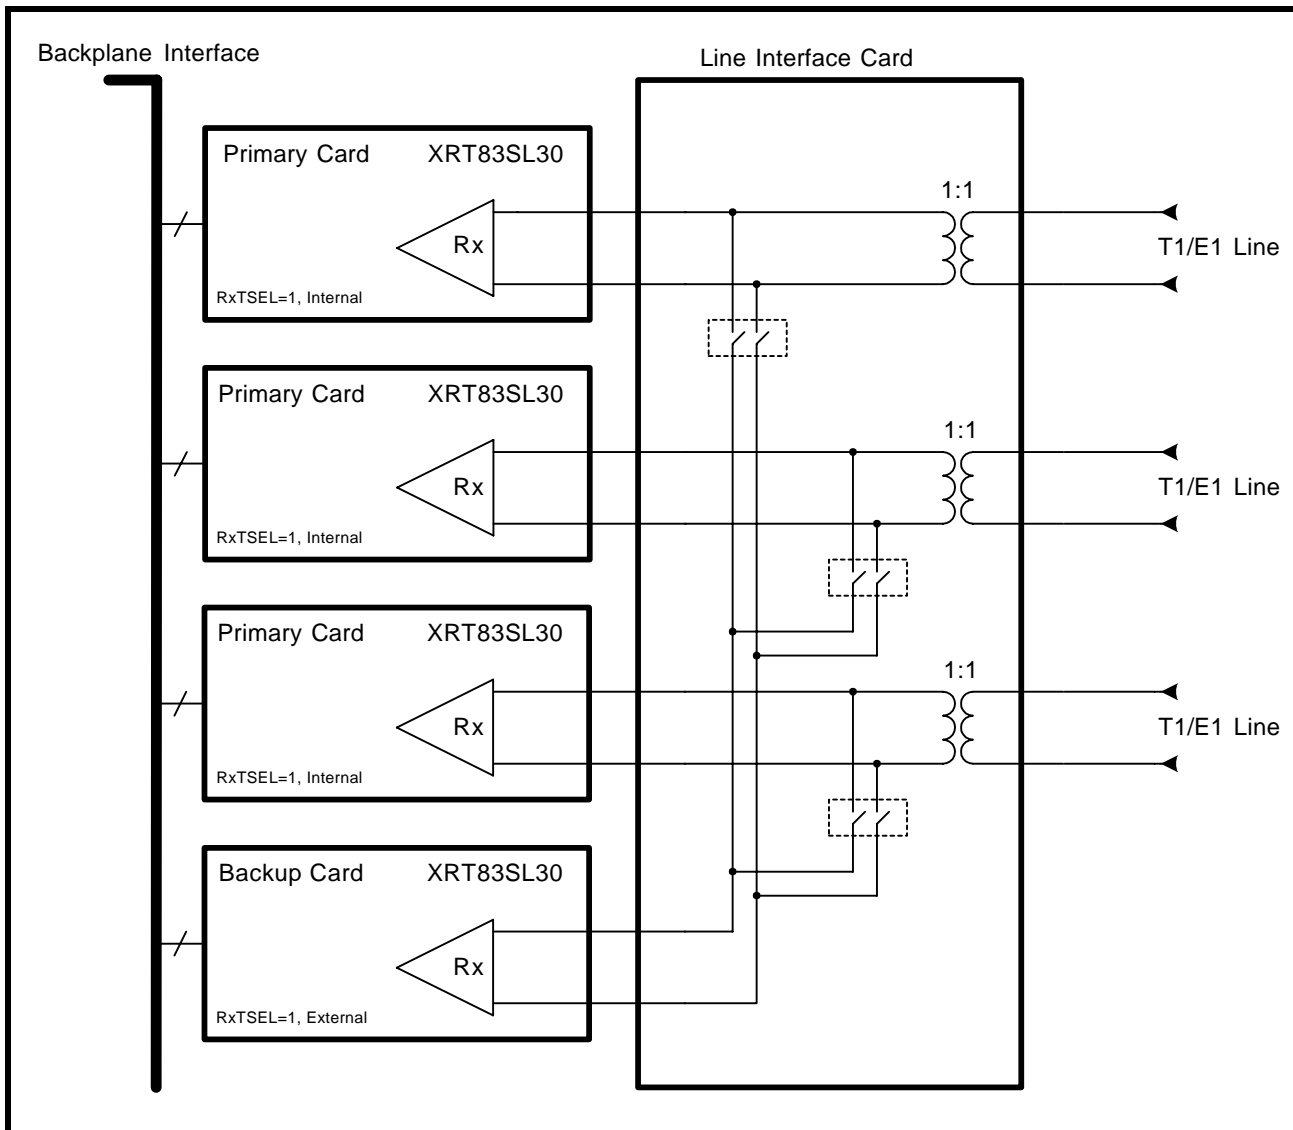 Backplane Interface
Line Interface Card
Primary Card XRT83SL30
1:1
Rx
T1/E1 Line
RxTSEL=1, Internal
Primary Card XRT83SL30
1:1
Rx
T1/E1 Line
RxTSEL=1, Internal
Primary Card XRT83SL30
1:1
Rx
T1/E1 Line
RxTSEL=1, Internal
Backup Card XRT83SL30
Rx
RxTSEL=1, External